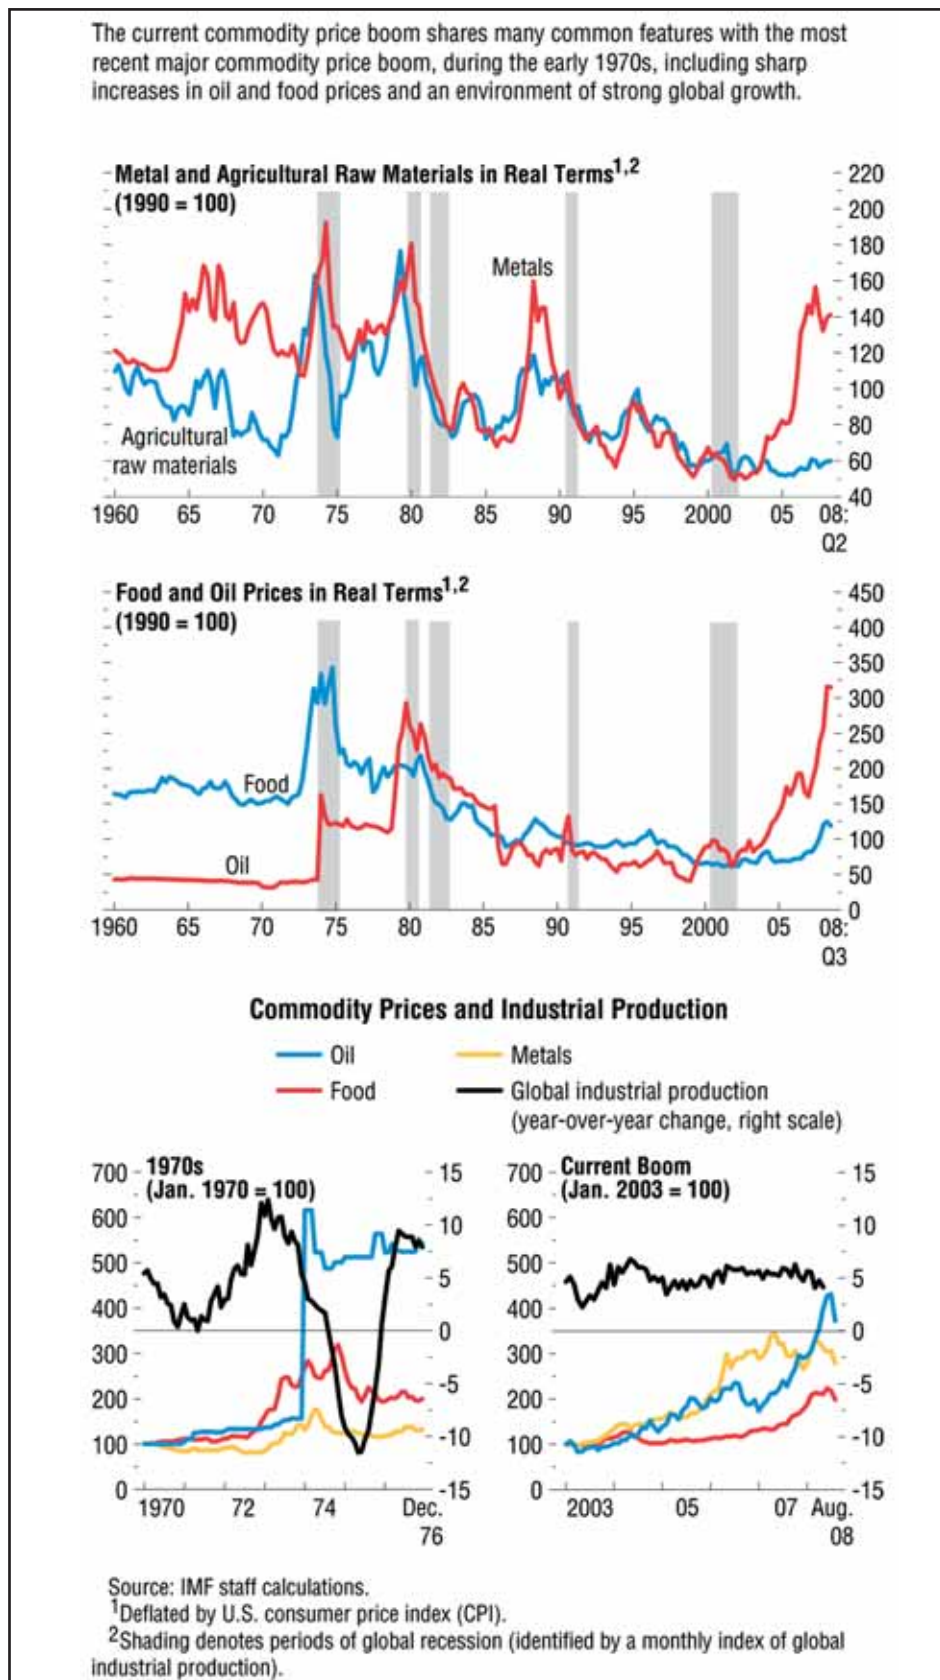 The current commodity price boom shares many common features with the most
recent major commodity price boom, during the early 1970s, including sharp
increases in oil and food prices and an environment of strong global growth.
Metal and Agricultural Raw Materials in Real Terms1,2
(1990 = 100)
220
200
180
160
140
120
100
80
60
40
Metals
Agricultural
raw materials
1960 65 70 75 80 85 90 95 2000 05 08:
Q2
Food and Oil Prices in Real Terms1,2
(1990 = 100)
450
400
350
300
250
200
150
100
50
0
Food
Oil
1960 65 70 75 80 85 90 95 2000 05 08:
Q3
Commodity Prices and Industrial Production
Oil
Food
Metals
Global industrial production
(year-over-year change, right scale)
1970s
(Jan. 1970 = 100)
700
600
500
400
300
200
100
0
15
10
5
0
-5
-10
-15
1970 72 74 Dec.
76
Current Boom
(Jan. 2003 = 100)
700
600
500
400
300
200
100
0
15
10
5
0
-5
-10
-15
2003 05 07 Aug.
08
Source: IMF staff calculations.
1Deflated by U.S. consumer price index (CPI).
2Shading denotes periods of global recession (identified by a monthly index of global
industrial production).